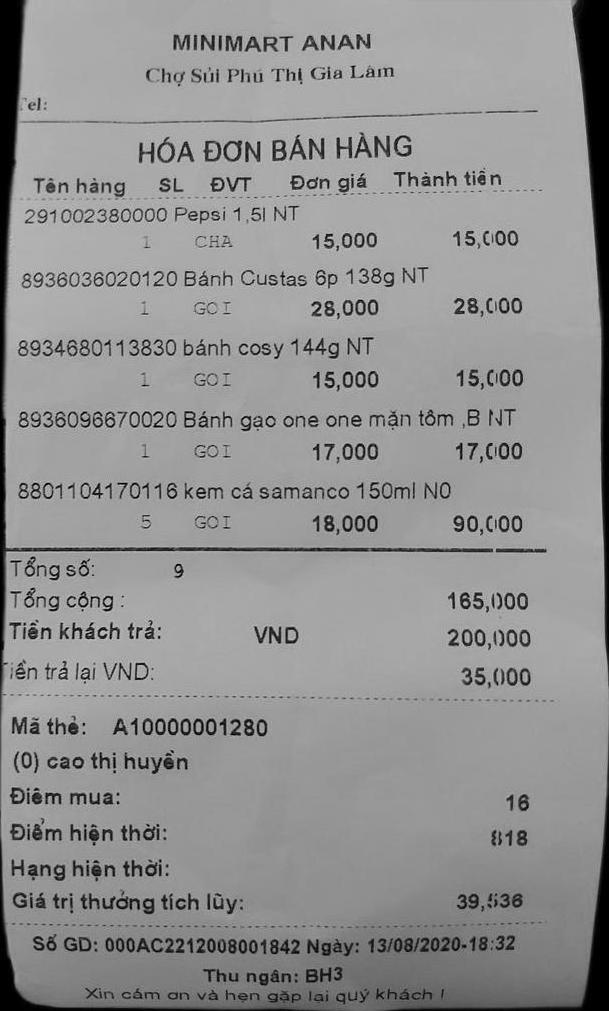 MINIMART ANAN
Chợ Sủi Phú Thị Gia Lâm
Tel:
HÓA ĐƠN BÁN HÀNG
Tên hàng SL ĐVT Đơn giá Thành tiền
291002380000 Pepsi 1,5l NT
1 CHA 15,000 15,000
8936036020120 Bánh Custas 6p 138g NT
1 GOI 28,000 28,000
8934680113830 bánh cosy 144g NT
1 GOI 15,000 15,000
8936096670020 Bánh gạo one one mặn tôm ,B NT
1 GOI 17,000 17,000
8801104170116 kem cá samanco 150ml N0
5 GOI 18,000 90,000
Tổng số: 9
Tổng cộng : 165,000
Tiền khách trả: VND 200,000
Tiền trả lại VND: 35,000
Mã thẻ: A10000001280
(0) cao thị huyền
Điểm mua: 16
Điểm hiện thời: 818
Hạng hiện thời:
Giá trị thưởng tích lũy: 39,536
Số GD: 000AC2212008001842 Ngày: 13/08/2020-18:32
Thu ngân: BH3
Xin cám ơn và hẹn gặp lại quý khách !